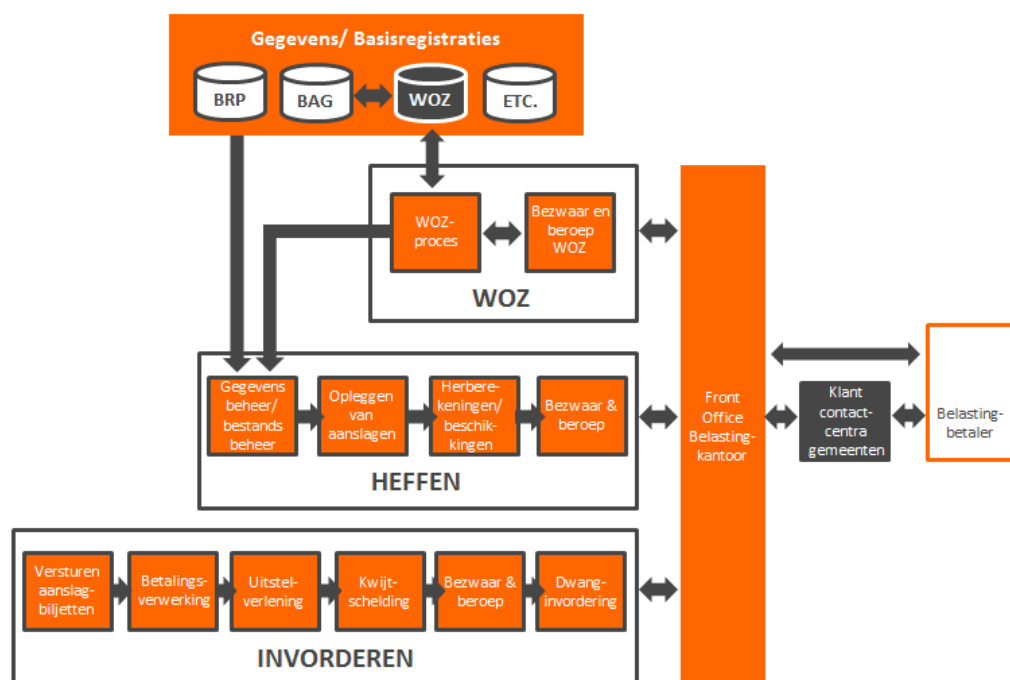 Gegevens/ Basisregistraties
BRP
BAG
WOZ
ETC.
WOZ-
proces
Bezwaar en
beroep
WOZ
WOZ
Gegevens
beheer/
bestands
beheer
Opleggen
van
aanslagen
Herbere-
keningen/
beschik-
kingen
Bezwaar &
beroep
HEFFEN
Versturen
aanslag-
biljetten
Betalings-
verwerking
Uitstel-
verlening
Kwijt-
schelding
Bezwaar &
beroep
Dwang-
invordering
INVORDEREN
Front
Office
Belasting-
kantoor
Klant
contact-
centra
gemeenten
Belasting-
betaler